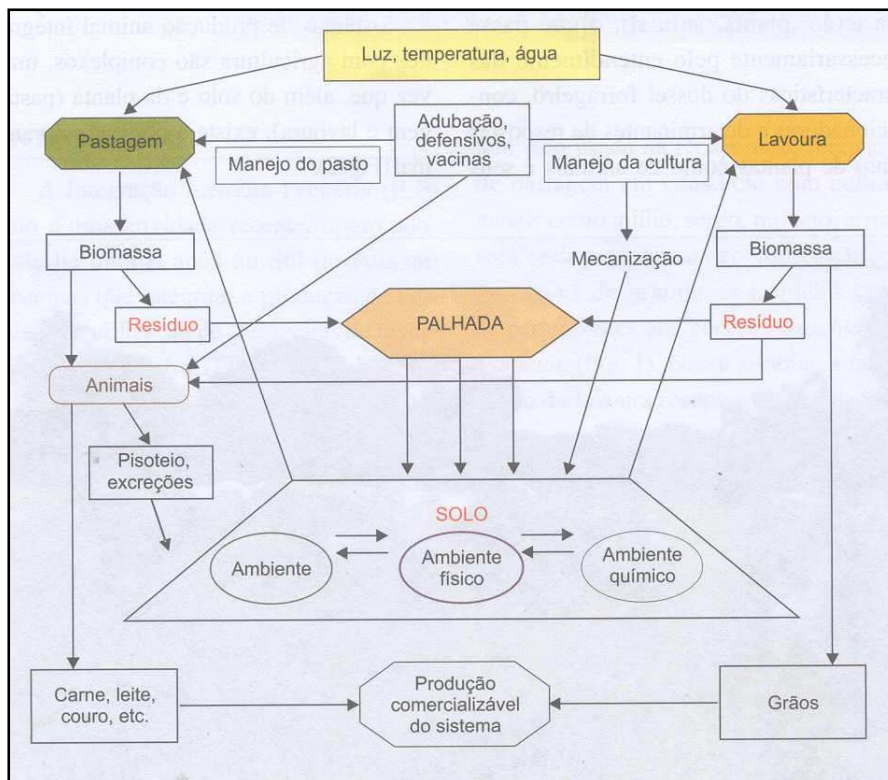 Luz, temperatura, água
Pastagem
Adubação,
defensivos,
vacinas
Lavoura
Manejo do pasto
Manejo da cultura
Biomassa
Mecanização
Biomassa
Resíduo
PALHADA
Resíduo
Animais
Pisoteio,
excreções
SOLO
Ambiente
Ambiente
físico
Ambiente
químico
Carne, leite,
couro, etc.
Produção
comercializável
do sistema
Grãos